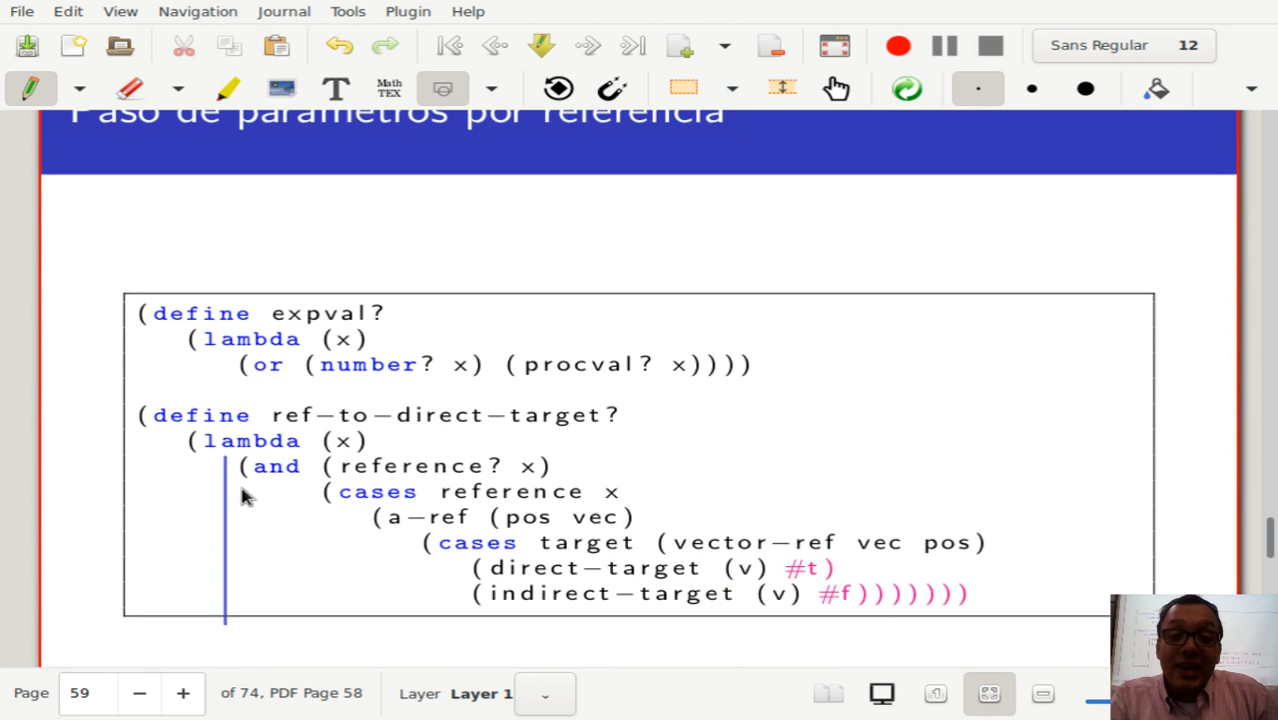 File Edit View Navigation Journal Tools Plugin Help
Sans Regular 12
T Math TEX
Paso de parámetros por referencia
(define expval?
(lambda (x)
(or (number? x) (procval? x))))
(define ref-to-direct-target?
(lambda (x)
(and (reference? x)
(cases reference x
(a-ref (pos vec)
(cases target (vector-ref vec pos)
(direct-target (v) #t)
(indirect-target (v) #f)))))))
Page 59 of 74, PDF Page 58 Layer Layer 1